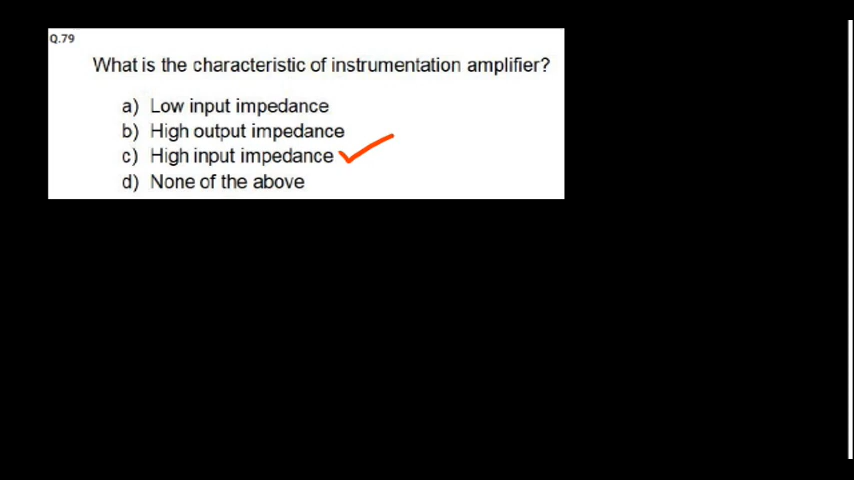 Q.79
What is the characteristic of instrumentation amplifier?
a) Low input impedance
b) High output impedance
c) High input impedance
d) None of the above